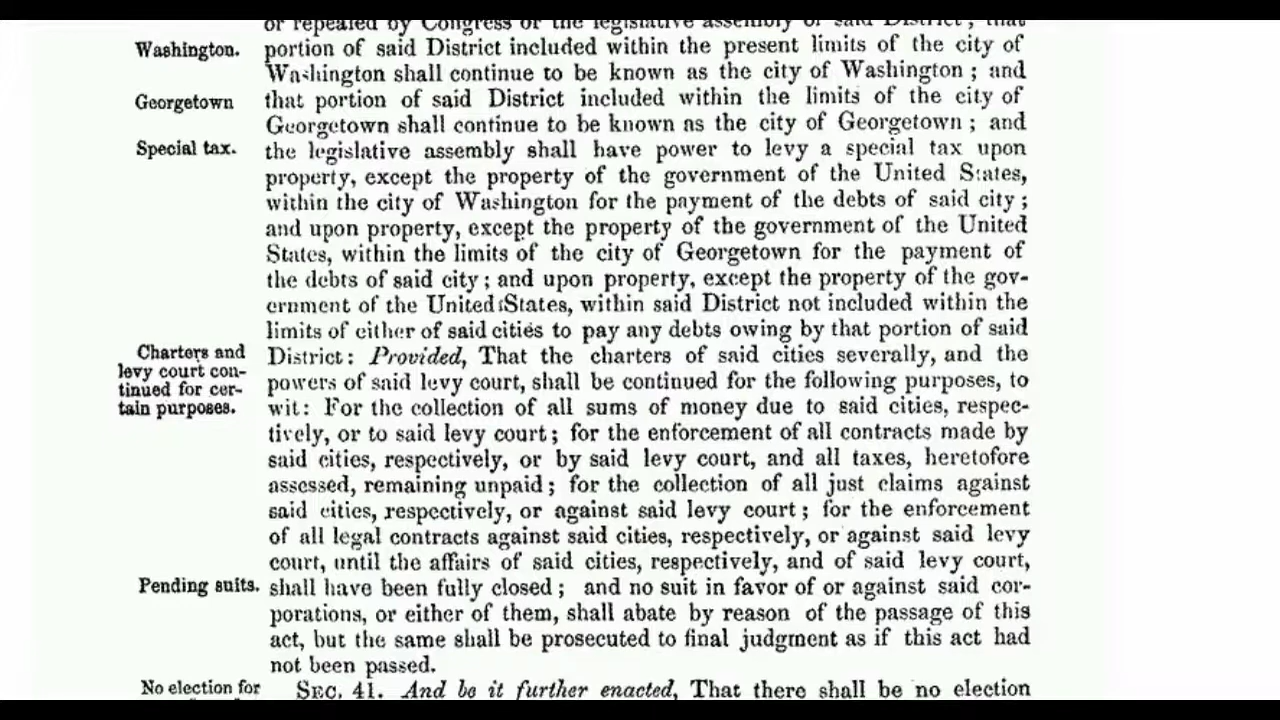 or repealed by Congress or the legislative assembly of said District; that
Washington. portion of said District included within the present limits of the city of
Washington shall continue to be known as the city of Washington; and
Georgetown that portion of said District included within the limits of the city of
Georgetown shall continue to be known as the city of Georgetown; and
Special tax. the legislative assembly shall have power to levy a special tax upon
property, except the property of the government of the United States,
within the city of Washington for the payment of the debts of said city;
and upon property, except the property of the government of the United
States, within the limits of the city of Georgetown for the payment of
the debts of said city; and upon property, except the property of the gov-
ernment of the United States, within said District not included within the
limits of either of said cities to pay any debts owing by that portion of said
Charters and District: Provided, That the charters of said cities severally, and the
levy court con- powers of said levy court, shall be continued for the following purposes, to
tinued for cer- wit: For the collection of all sums of money due to said cities, respec-
tain purposes. tively, or to said levy court; for the enforcement of all contracts made by
said cities, respectively, or by said levy court, and all taxes, heretofore
assessed, remaining unpaid; for the collection of all just claims against
said cities, respectively, or against said levy court; for the enforcement
of all legal contracts against said cities, respectively, or against said levy
court, until the affairs of said cities, respectively, and of said levy court,
Pending suits. shall have been fully closed; and no suit in favor of or against said cor-
porations, or either of them, shall abate by reason of the passage of this
act, but the same shall be prosecuted to final judgment as if this act had
not been passed.
No election for SEC. 41. And be it further enacted, That there shall be no election